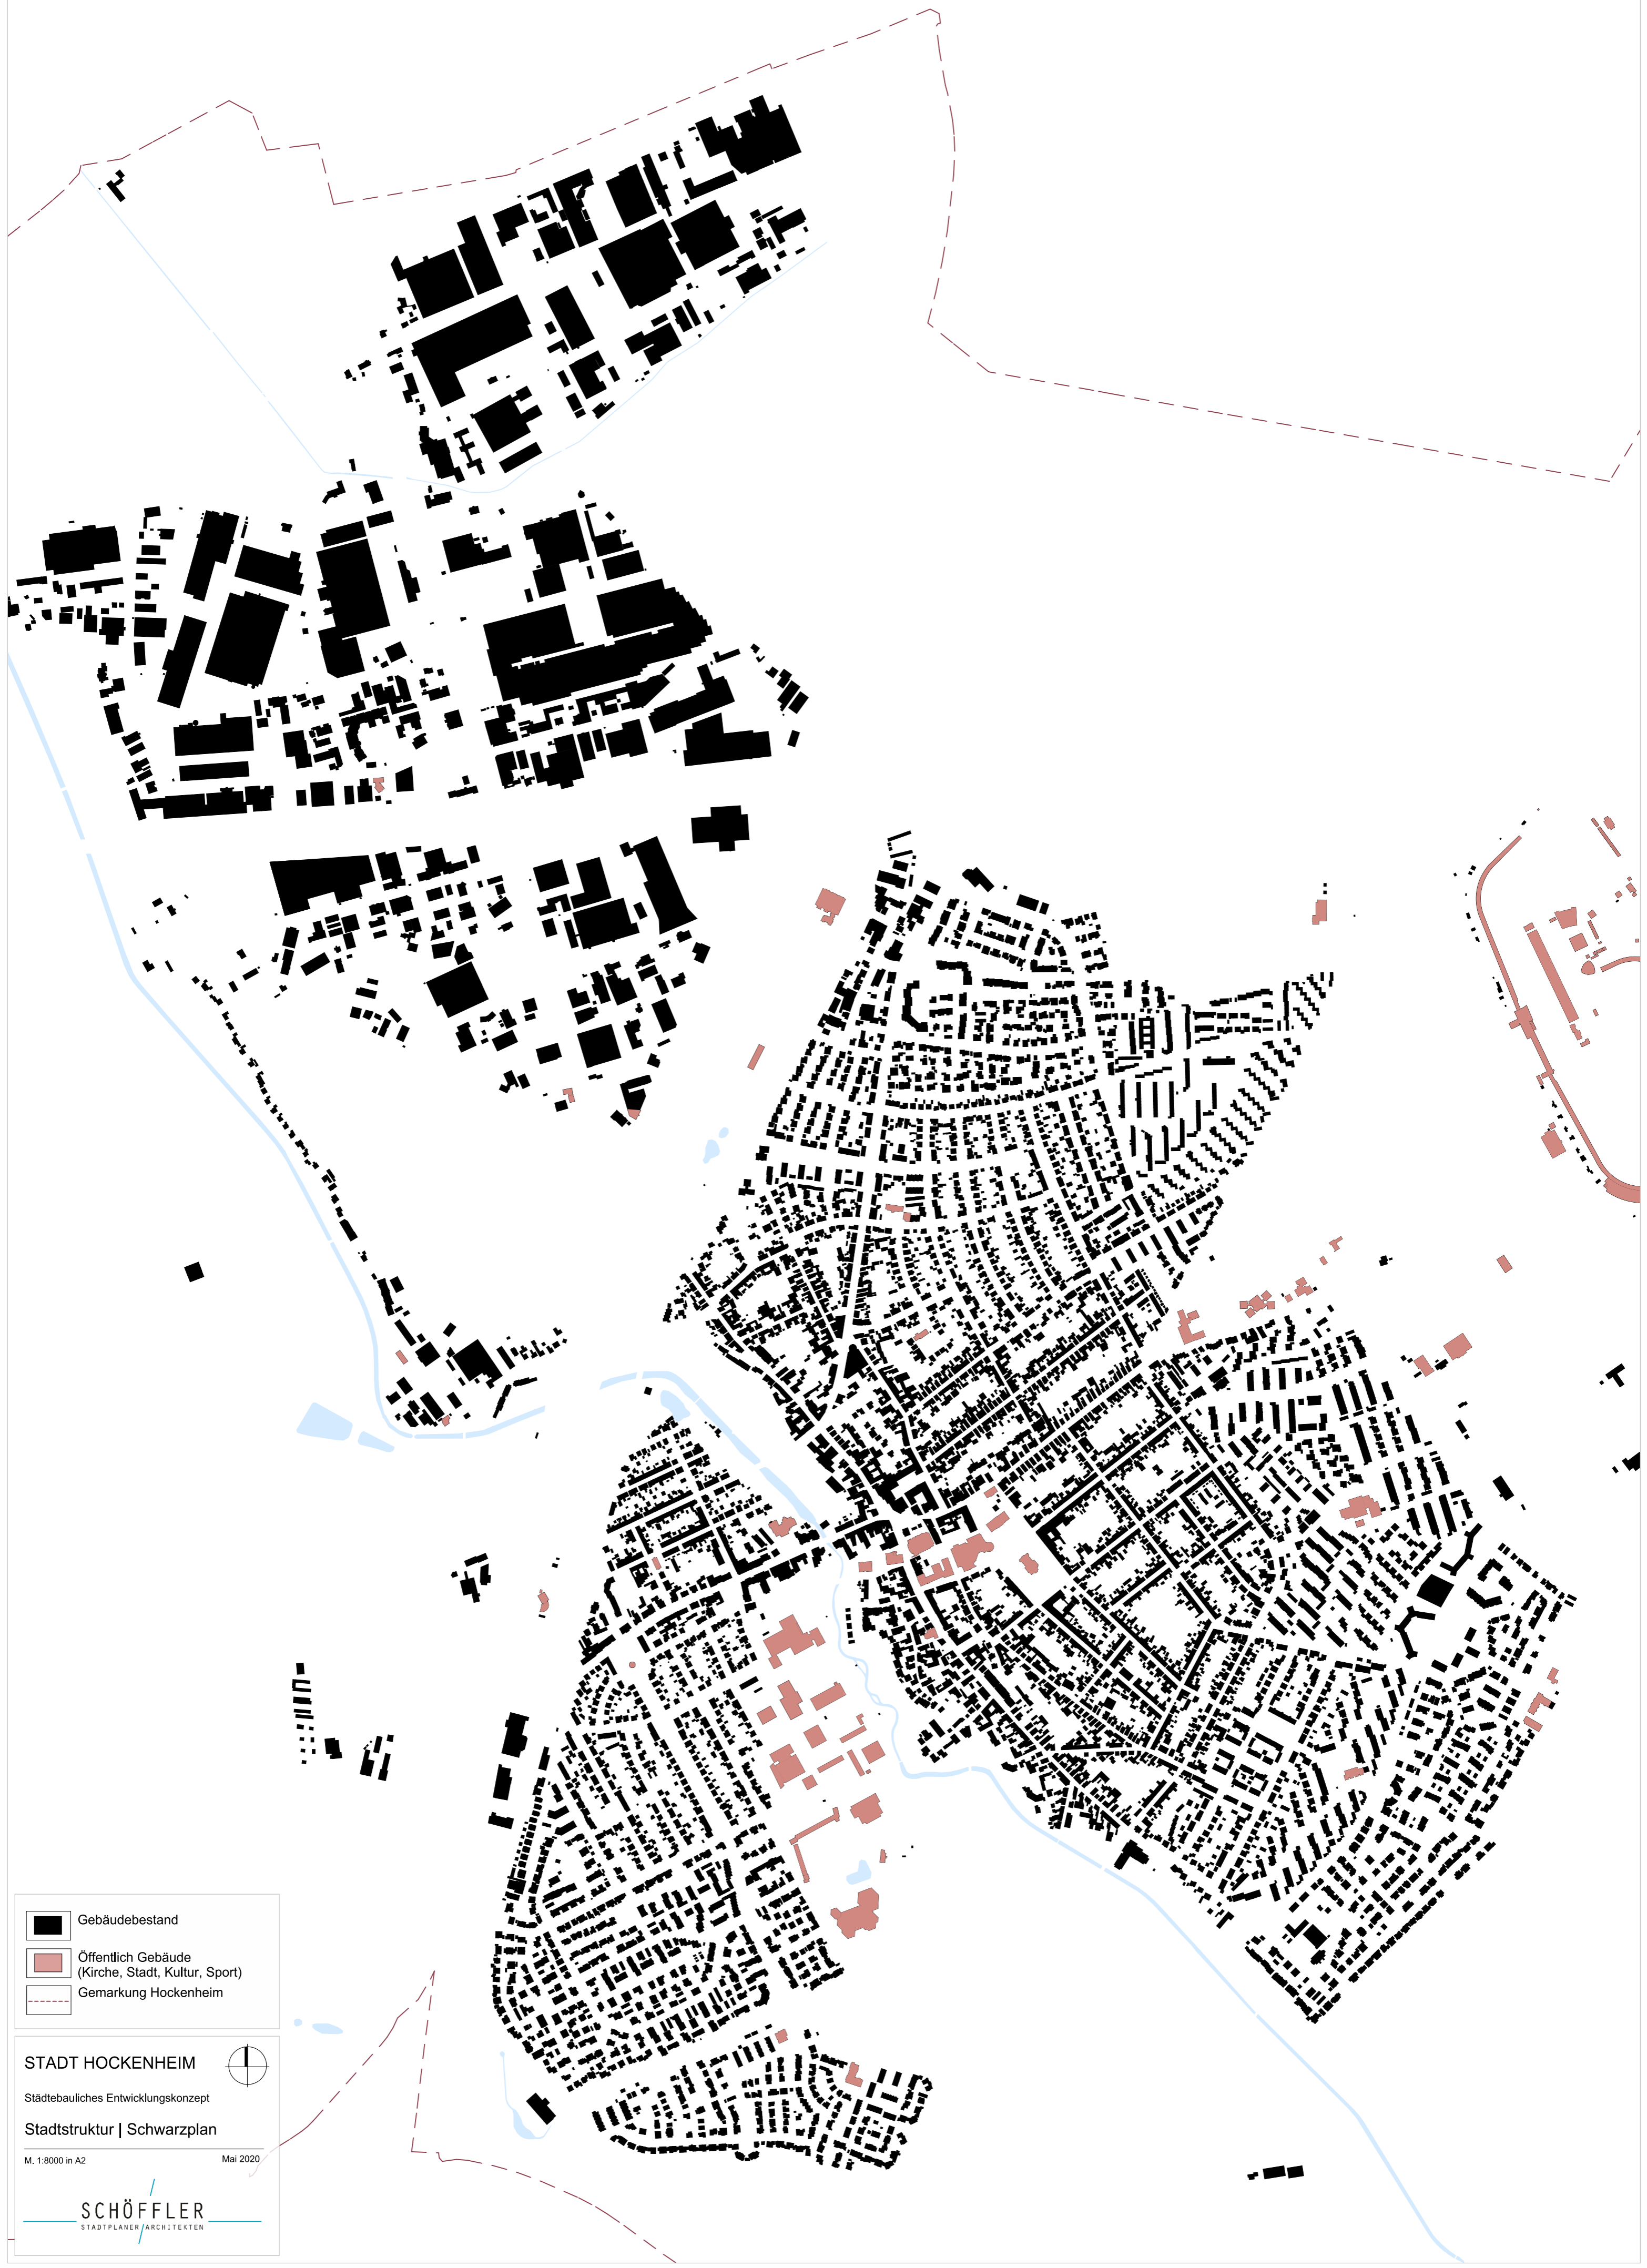 Gebäudebestand
Öffentlich Gebäude
(Kirche, Stadt, Kultur, Sport)
Gemarkung Hockenheim
STADT HOCKENHEIM
Städtebauliches Entwicklungskonzept
Stadtstruktur | Schwarzplan
M. 1:8000 in A2 Mai 2020
SCHÖFFLER
STADTPLANER/ARCHITEKTEN